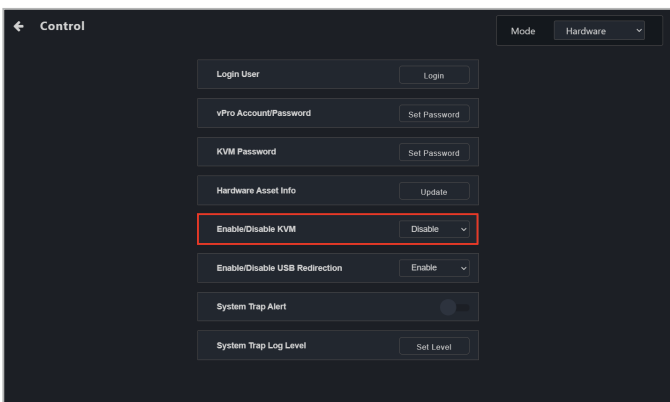 Control
Mode Hardware
Login User Login
vPro Account/Password Set Password
KVM Password Set Password
Hardware Asset Info Update
Enable/Disable KVM Disable
Enable/Disable USB Redirection Enable
System Trap Alert
System Trap Log Level Set Level